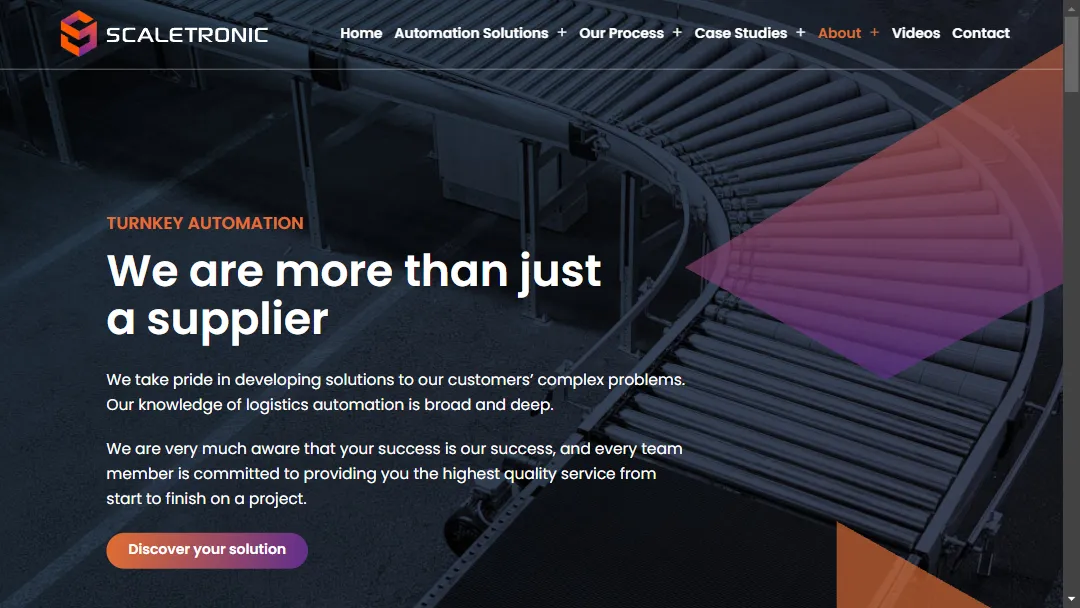 SCALETRONIC
Home Automation Solutions + Our Process + Case Studies + About + Videos Contact
TURNKEY AUTOMATION
We are more than just
a supplier
We take pride in developing solutions to our customers’ complex problems.
Our knowledge of logistics automation is broad and deep.
We are very much aware that your success is our success, and every team
member is committed to providing you the highest quality service from
start to finish on a project.
Discover your solution